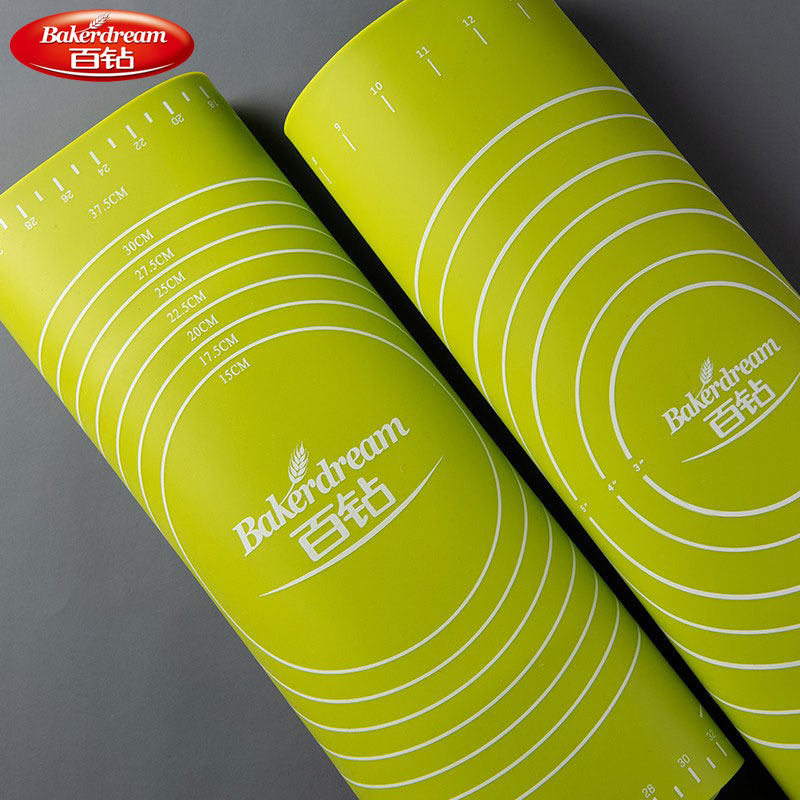 Bakerdream
百钻
18
20
22
24
26
28
37.5CM
30CM
27.5CM
25CM
22.5CM
20CM
17.5CM
15CM
Bakerdream
百钻
28
30
32
8
9
10
11
12
Bakerdream
百钻
3"
4"
5"